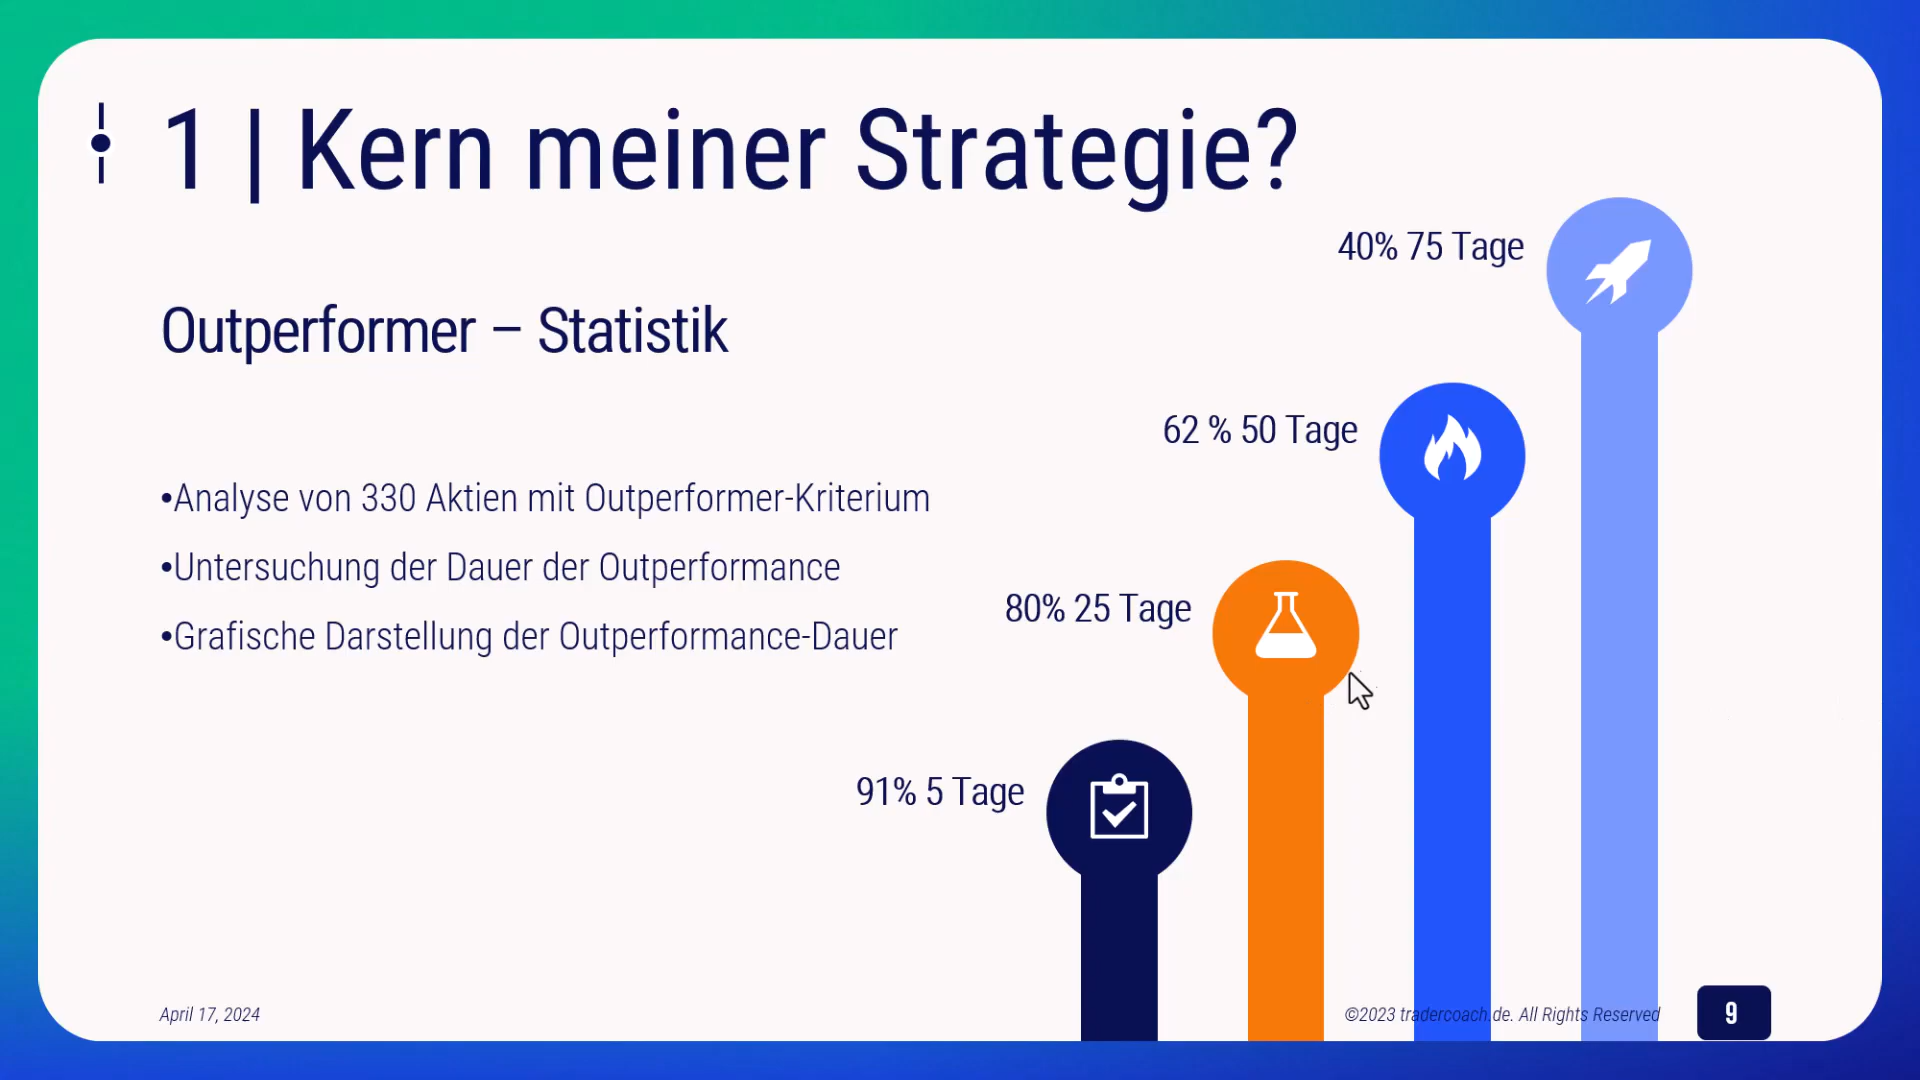 1 | Kern meiner Strategie?
40% 75 Tage
Outperformer – Statistik
62 % 50 Tage
•Analyse von 330 Aktien mit Outperformer-Kriterium
•Untersuchung der Dauer der Outperformance
80% 25 Tage
•Grafische Darstellung der Outperformance-Dauer
91% 5 Tage
April 17, 2024
©2023 tradercoach.de. All Rights Reserved
9